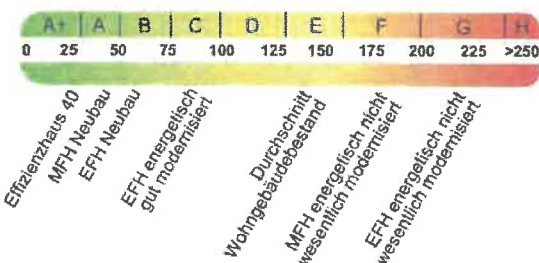 A+ A B C D E F G H
0 25 50 75 100 125 150 175 200 225 >250
Effizienzhaus 40
MFH Neubau
EFH Neubau
EFH energetisch
gut modernisiert
Durchschnitt
Wohngebäudebestand
MFH energetisch nicht
wesentlich modernisiert
EFH energetisch nicht
wesentlich modernisiert